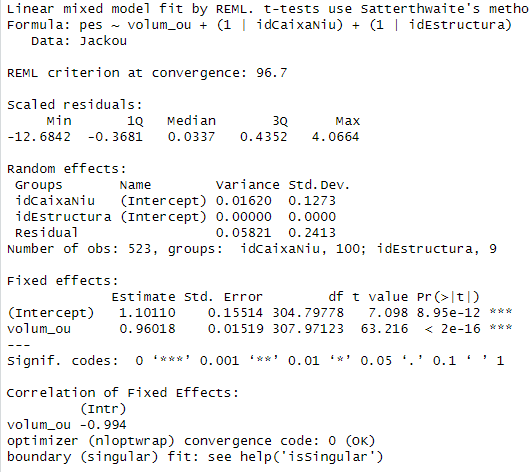 Linear mixed model fit by REML. t-tests use Satterthwaite's metho
Formula: pes ~ volum_ou + (1 | idCaixaNiu) + (1 | idEstructura)
   Data: Jackou

REML criterion at convergence: 96.7

Scaled residuals:
     Min       1Q   Median       3Q      Max
-12.6842  -0.3681   0.0337   0.4352   4.0664

Random effects:
 Groups       Name        Variance Std.Dev.
 idCaixaNiu   (Intercept) 0.01620  0.1273
 idEstructura (Intercept) 0.00000  0.0000
 Residual                 0.05821  0.2413
Number of obs: 523, groups:  idCaixaNiu, 100; idEstructura, 9

Fixed effects:
             Estimate Std. Error        df t value Pr(>|t|)
(Intercept)   1.10110    0.15514 304.79778   7.098 8.95e-12 ***
volum_ou      0.96018    0.01519 307.97123  63.216  < 2e-16 ***
---
Signif. codes:  0 ‘***’ 0.001 ‘**’ 0.01 ‘*’ 0.05 ‘.’ 0.1 ‘ ’ 1

Correlation of Fixed Effects:
         (Intr)
volum_ou -0.994
optimizer (nloptwrap) convergence code: 0 (OK)
boundary (singular) fit: see help('isSingular')